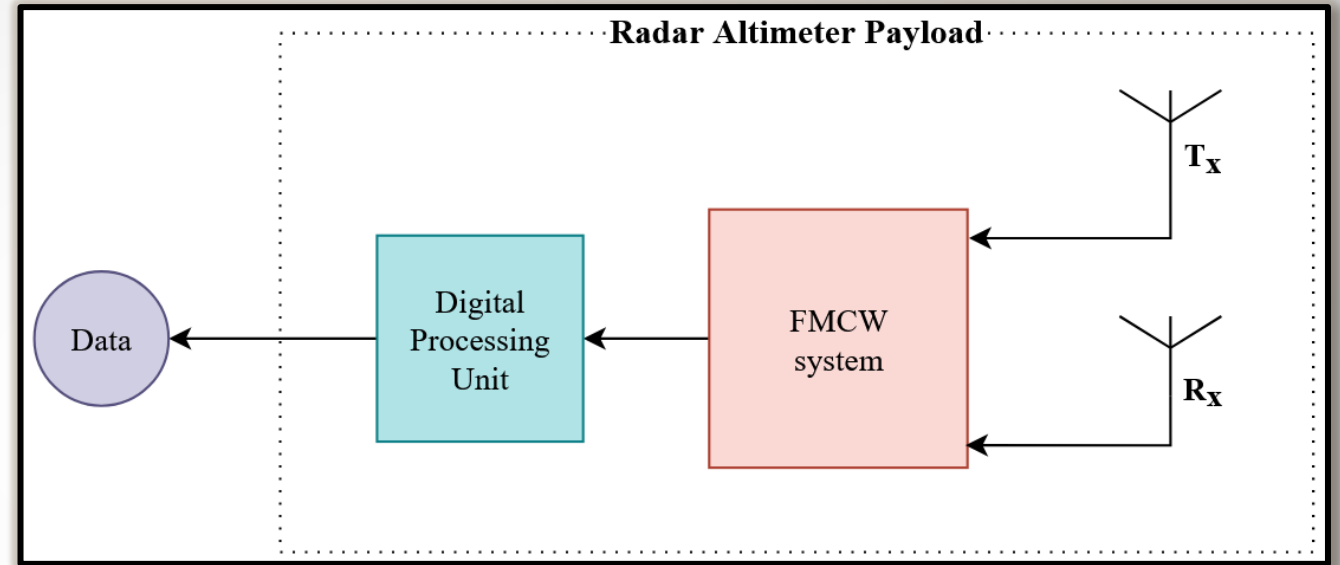 Radar Altimeter Payload
Tx
Data
Digital
Processing
Unit
FMCW
system
Rx